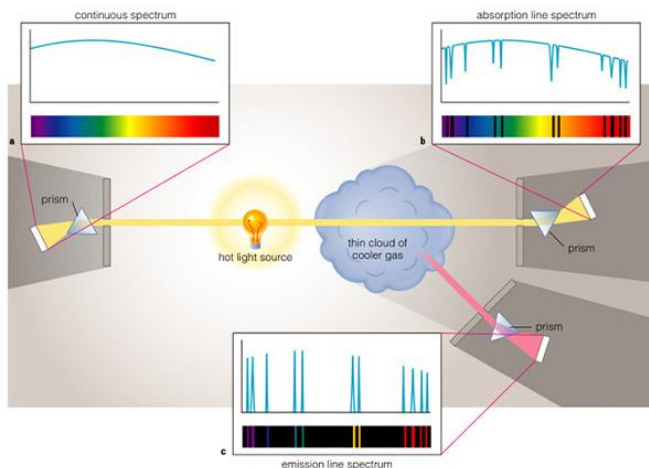 continuous spectrum
absorption line spectrum
a
b
prism
prism
hot light source
thin cloud of
cooler gas
prism
c
emission line spectrum